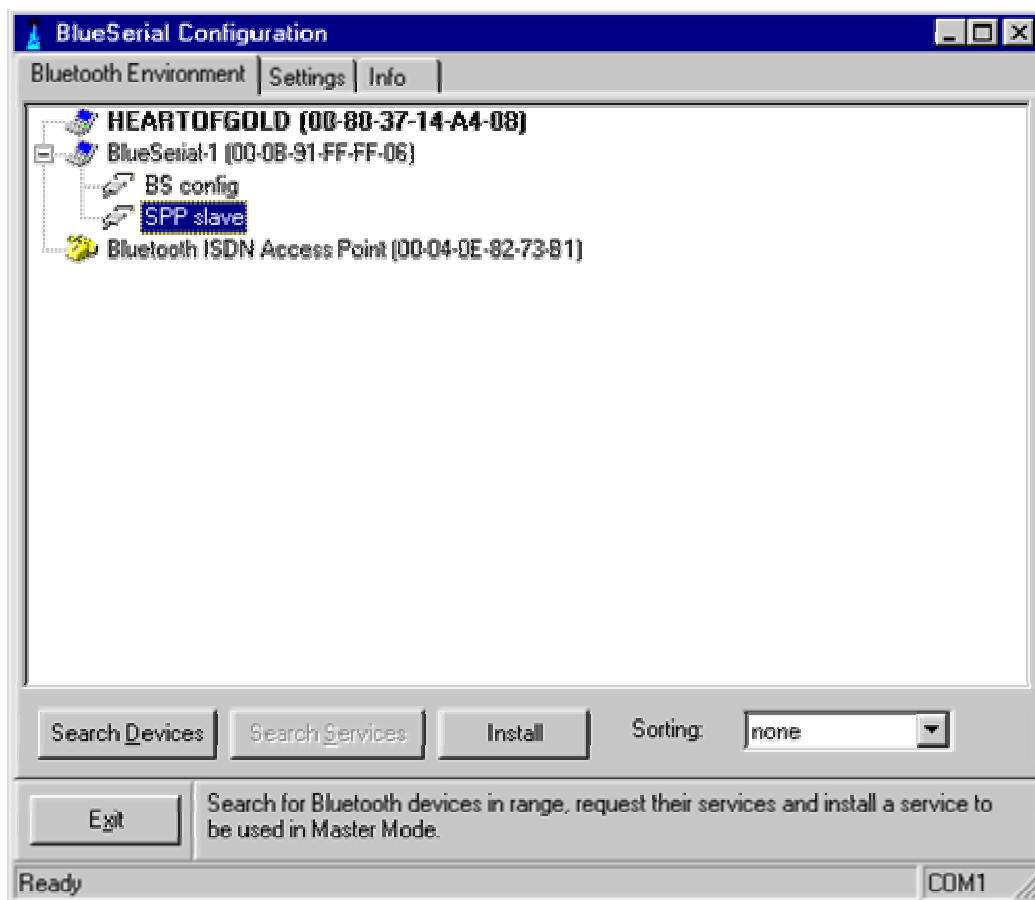 BlueSerial Configuration
Bluetooth Environment Settings Info
HEARTOFGOLD (00-80-37-14-A4-08)
BlueSerial-1 (00-0B-91-FF-FF-06)
BS config
SPP slave
Bluetooth ISDN Access Point (00-04-0E-82-73-B1)
Search Devices Search Services Install Sorting: none
Exit
Search for Bluetooth devices in range, request their services and install a service to
be used in Master Mode.
Ready COM1